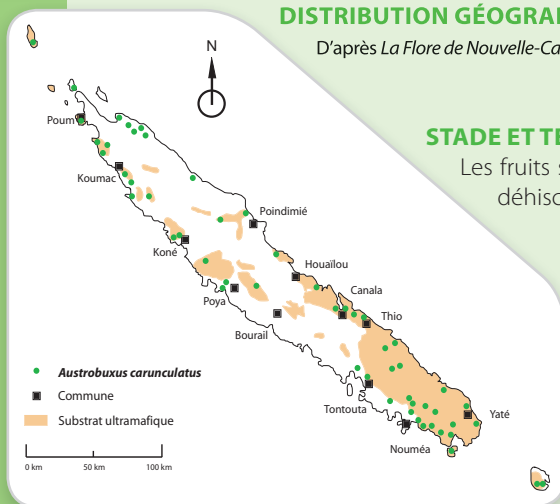 DISTRIBUTION GÉOGRA
D'après La Flore de Nouvelle-Ca
N
STADE ET TE
Les fruits s
déhisc
Poum
Koumac
Poindimié
Koné
Houaïlou
Canala
Poya
Thio
Bourail
Austrobuxus carunculatus
Commune
Substrat ultramafique
Tontouta
Yaté
Nouméa
0 km 50 km 100 km